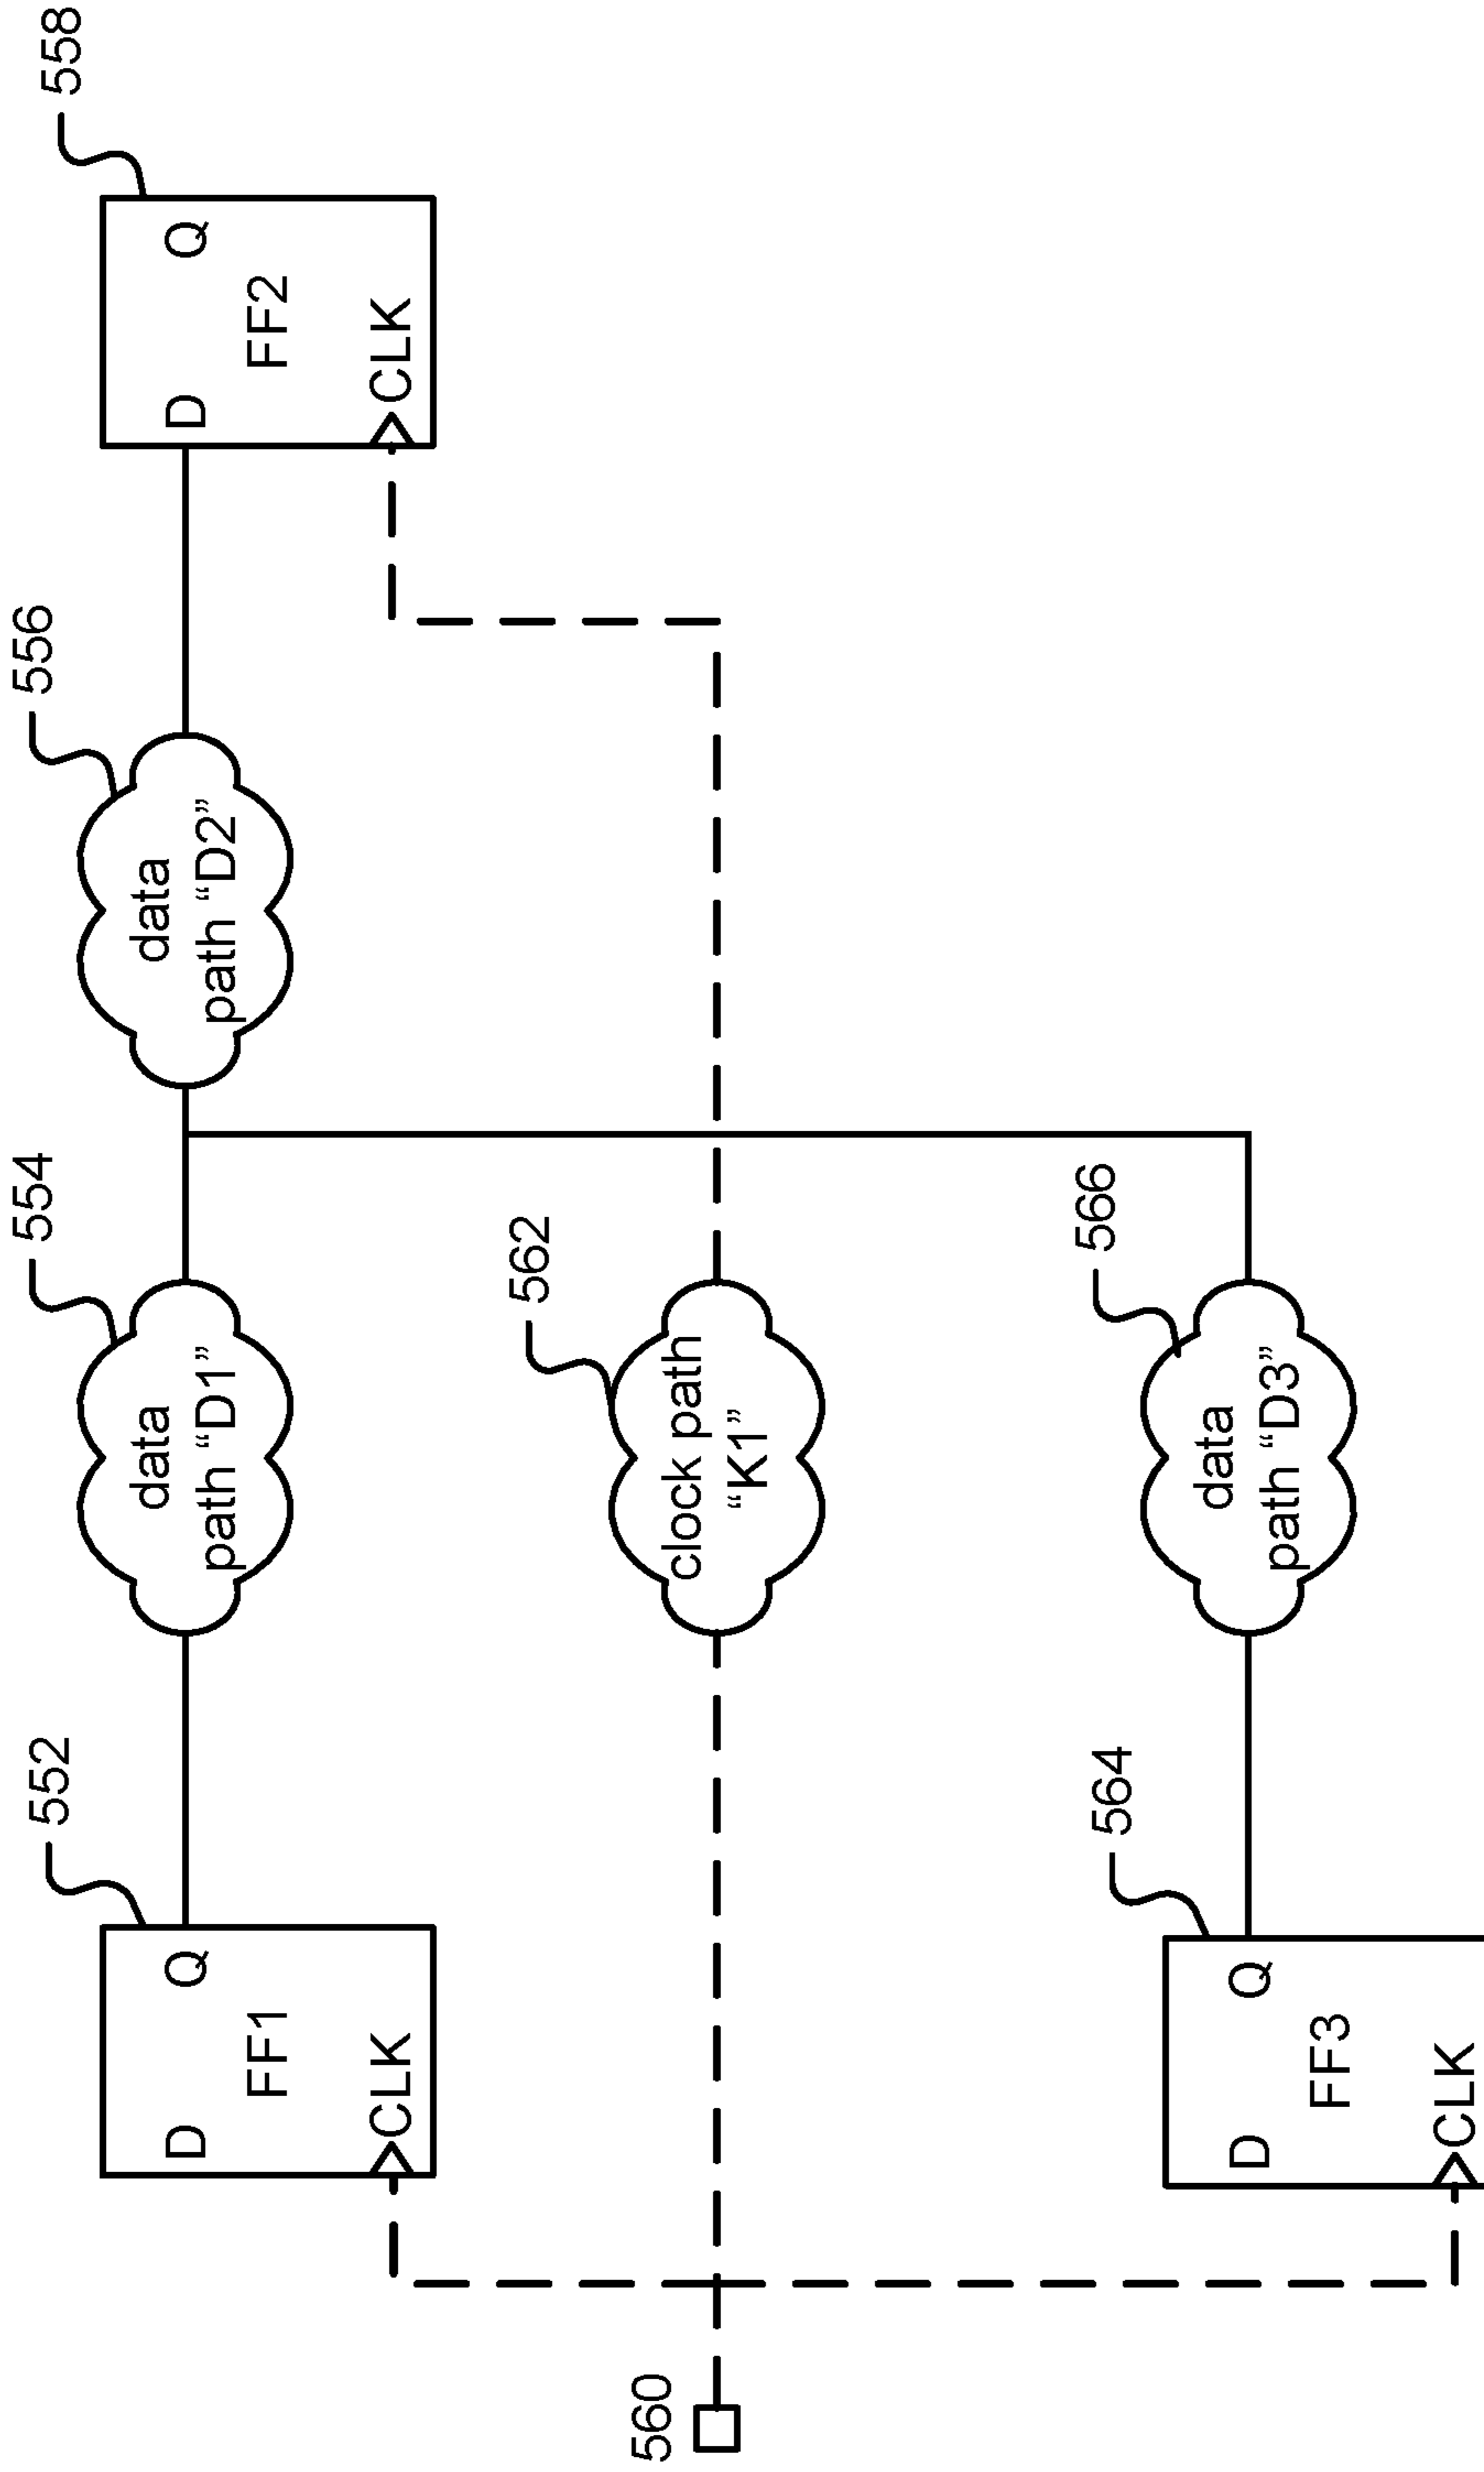 552
554
556
558
D
Q
FF1
CLK
data
path “D1”
data
path “D2”
D
Q
FF2
CLK
560
562
clock path
“K1”
564
566
D
Q
FF3
CLK
data
path “D3”